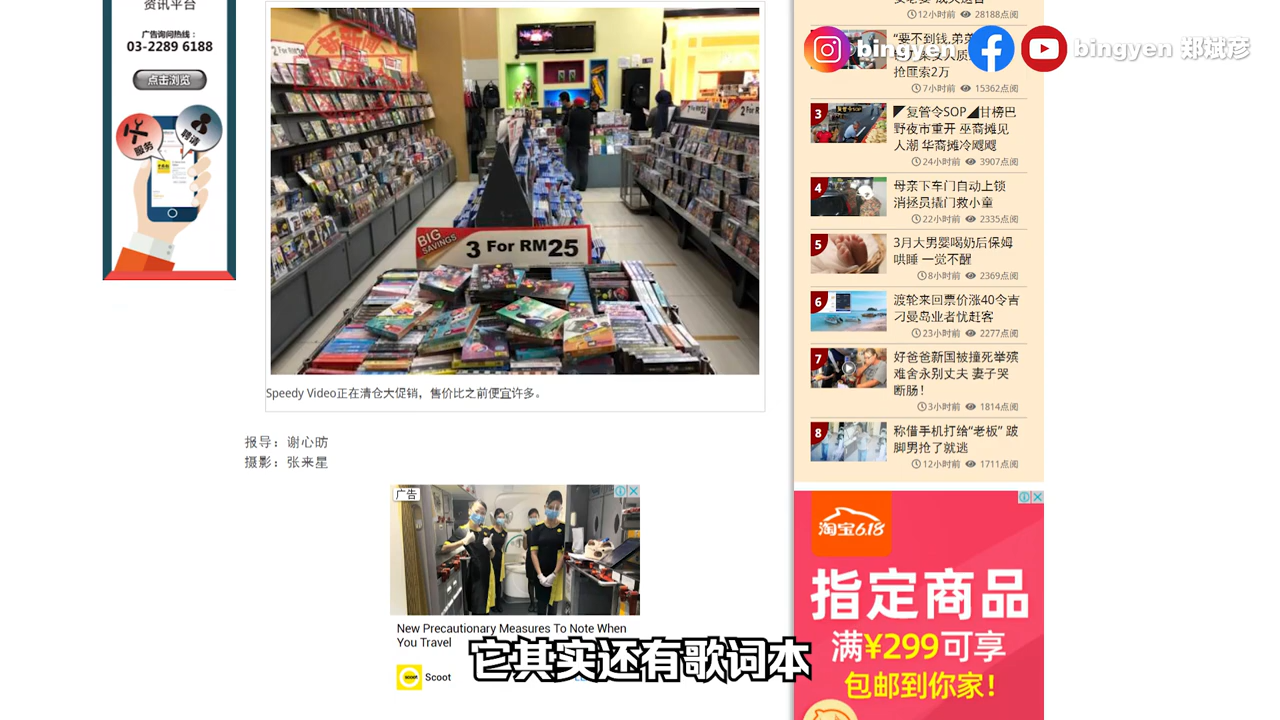 资讯平台
广告询问热线：
03-2289 6188
点击浏览
服务
聘请
2 For RM
BIG SAVINGS
3 For RM25
Speedy Video正在清仓大促销，售价比之前便宜许多。
报导：谢心昉
摄影：张来星
广告
New Precautionary Measures To Note When
You Travel
scoot
Scoot
12小时前 28188点阅
“要不到钱,弟弟
抢匪索2万
7小时前 15362点阅
3
◤复管令SOP◢甘榜巴
野夜市重开 巫裔摊见
人潮 华裔摊冷飕飕
24小时前 3907点阅
4
母亲下车门自动上锁
消拯员撬门救小童
22小时前 2335点阅
5
3月大男婴喝奶后保姆
哄睡 一觉不醒
8小时前 2369点阅
6
渡轮来回票价涨40令吉
刁曼岛业者忧赶客
23小时前 2277点阅
7
好爸爸新国被撞死举殡
难舍永别丈夫 妻子哭
断肠！
3小时前 1814点阅
8
称借手机打给“老板” 跛
脚男抢了就逃
12小时前 1711点阅
bingyen
bingyen 郑斌彦
淘宝6.18
指定商品
满¥299可享
包邮到你家！
它其实还有歌词本